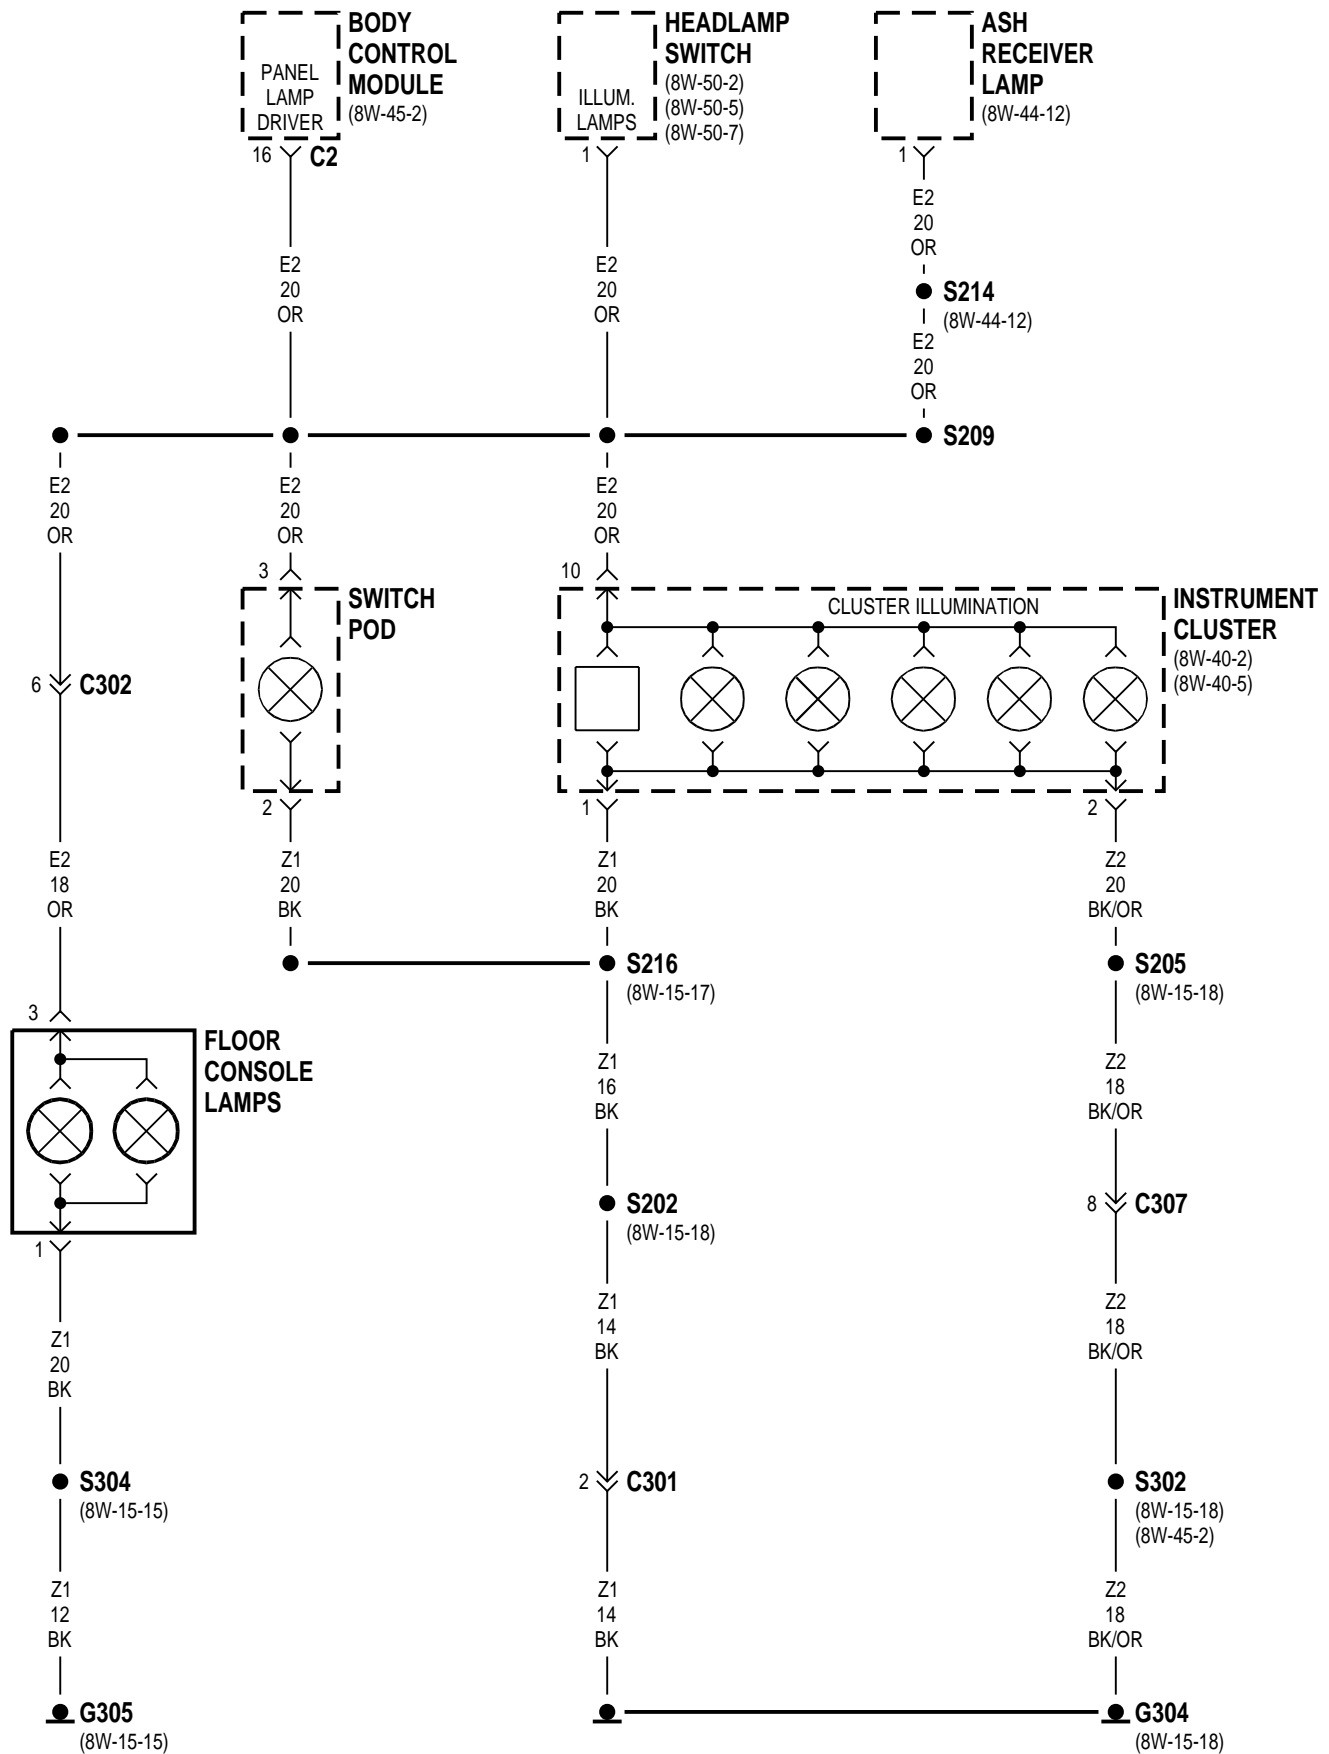 BODY
CONTROL
MODULE
(8W-45-2)
PANEL
LAMP
DRIVER
16
C2
HEADLAMP
SWITCH
(8W-50-2)
(8W-50-5)
(8W-50-7)
ILLUM.
LAMPS
1
ASH
RECEIVER
LAMP
(8W-44-12)
1
E2
20
OR
S214
(8W-44-12)
E2
20
OR
E2
20
OR
E2
20
OR
S209
E2
20
OR
E2
20
OR
E2
20
OR
3
SWITCH
POD
10
CLUSTER ILLUMINATION
INSTRUMENT
CLUSTER
(8W-40-2)
(8W-40-5)
6
C302
2
1
2
E2
18
OR
Z1
20
BK
Z1
20
BK
Z2
20
BK/OR
S216
(8W-15-17)
S205
(8W-15-18)
3
FLOOR
CONSOLE
LAMPS
Z1
16
BK
Z2
18
BK/OR
S202
(8W-15-18)
8
C307
1
Z1
20
BK
Z1
14
BK
Z2
18
BK/OR
S304
(8W-15-15)
2
C301
S302
(8W-15-18)
(8W-45-2)
Z1
12
BK
Z1
14
BK
Z2
18
BK/OR
G305
(8W-15-15)
G304
(8W-15-18)